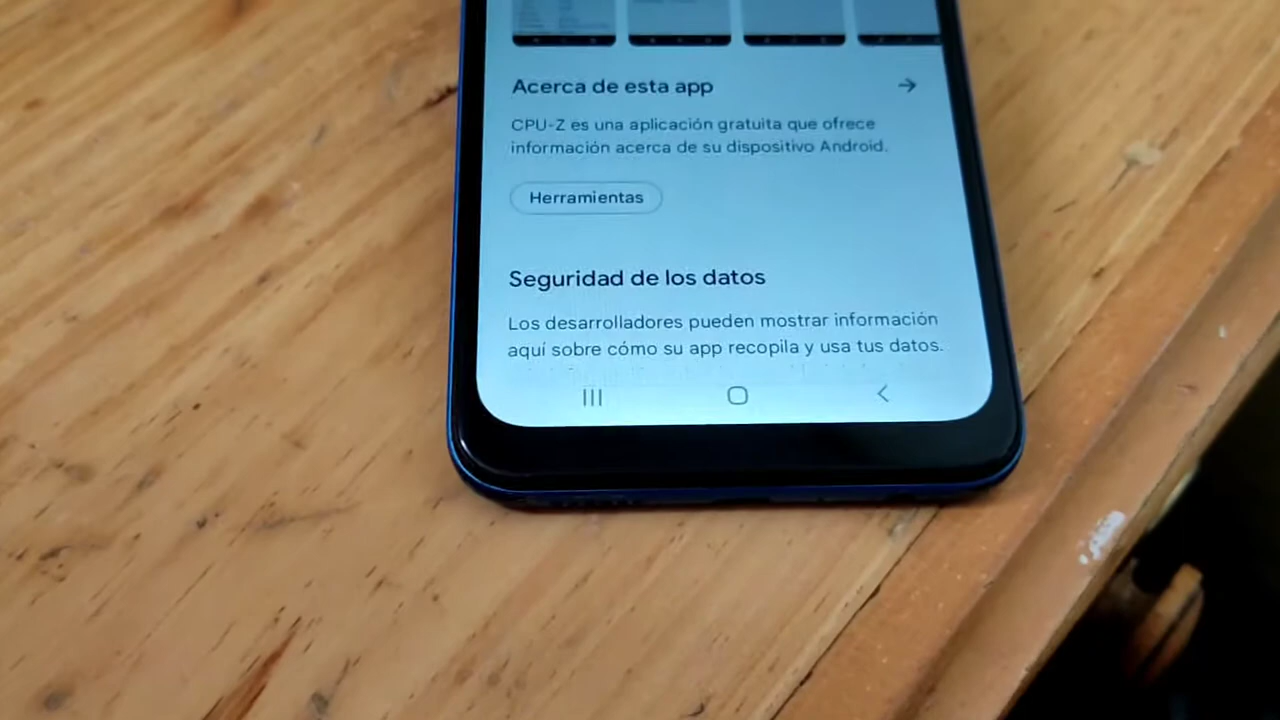 Acerca de esta app
CPU-Z es una aplicación gratuita que ofrece
información acerca de su dispositivo Android.
Herramientas
Seguridad de los datos
Los desarrolladores pueden mostrar información
aquí sobre cómo su app recopila y usa tus datos.